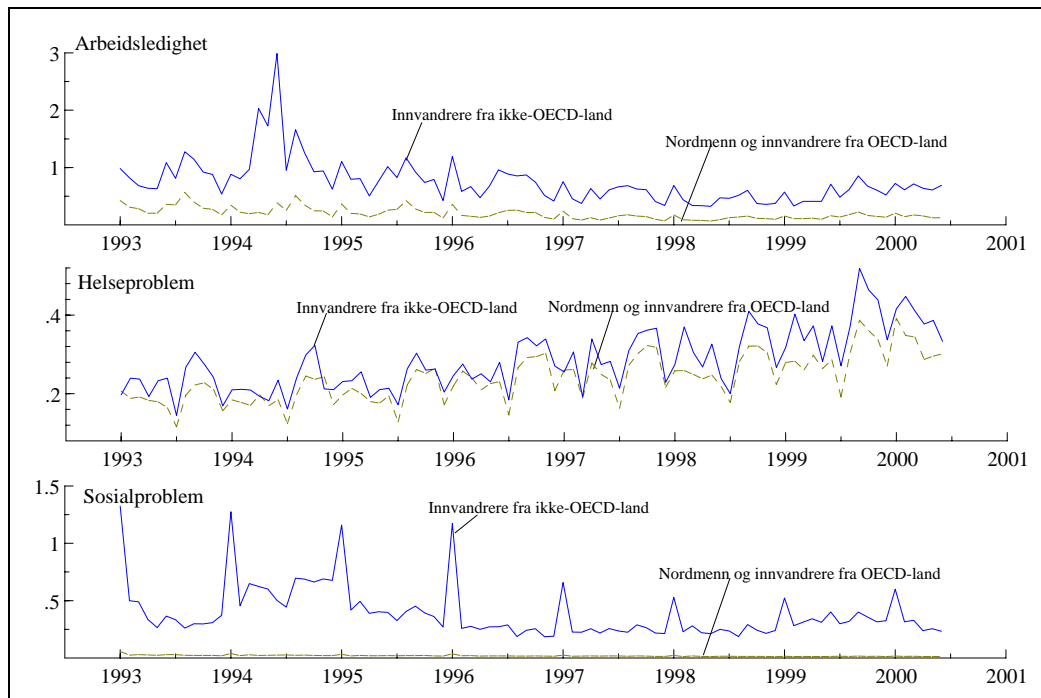 Arbeidsledighet
3
2
1
Innvandrere fra ikke-OECD-land
Nordmenn og innvandrere fra OECD-land
1993 1994 1995 1996 1997 1998 1999 2000 2001
Helseproblem
.4
.2
Innvandrere fra ikke-OECD-land
Nordmenn og innvandrere fra OECD-land
1993 1994 1995 1996 1997 1998 1999 2000 2001
1.5
Sosialproblem
1
.5
Innvandrere fra ikke-OECD-land
Nordmenn og innvandrere fra OECD-land
1993 1994 1995 1996 1997 1998 1999 2000 2001